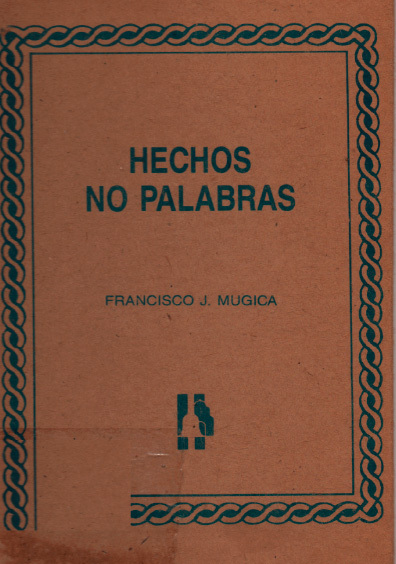 HECHOS
NO PALABRAS
FRANCISCO J. MUGICA